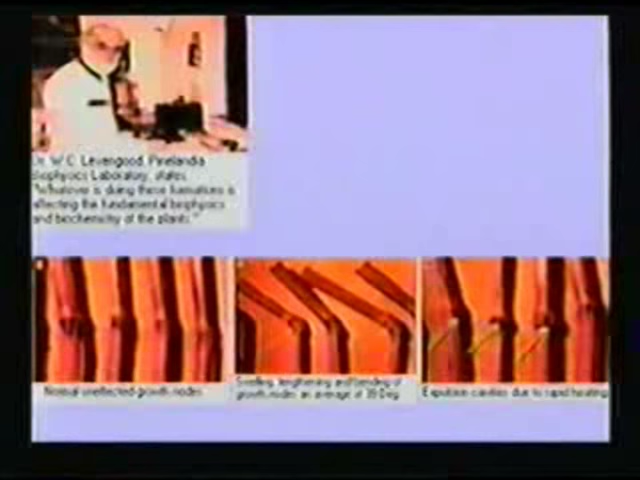 Dr. W.C. Levengood, Pinelandia
Biophysics Laboratory, states
"Whatever is doing these formations is
affecting the fundamental biophysics
and biochemistry of the plants."
Normal unaffected growth nodes
Swelling, lengthening and bending of
growth nodes an average of Deg
Expulsion cavities due to rapid heating